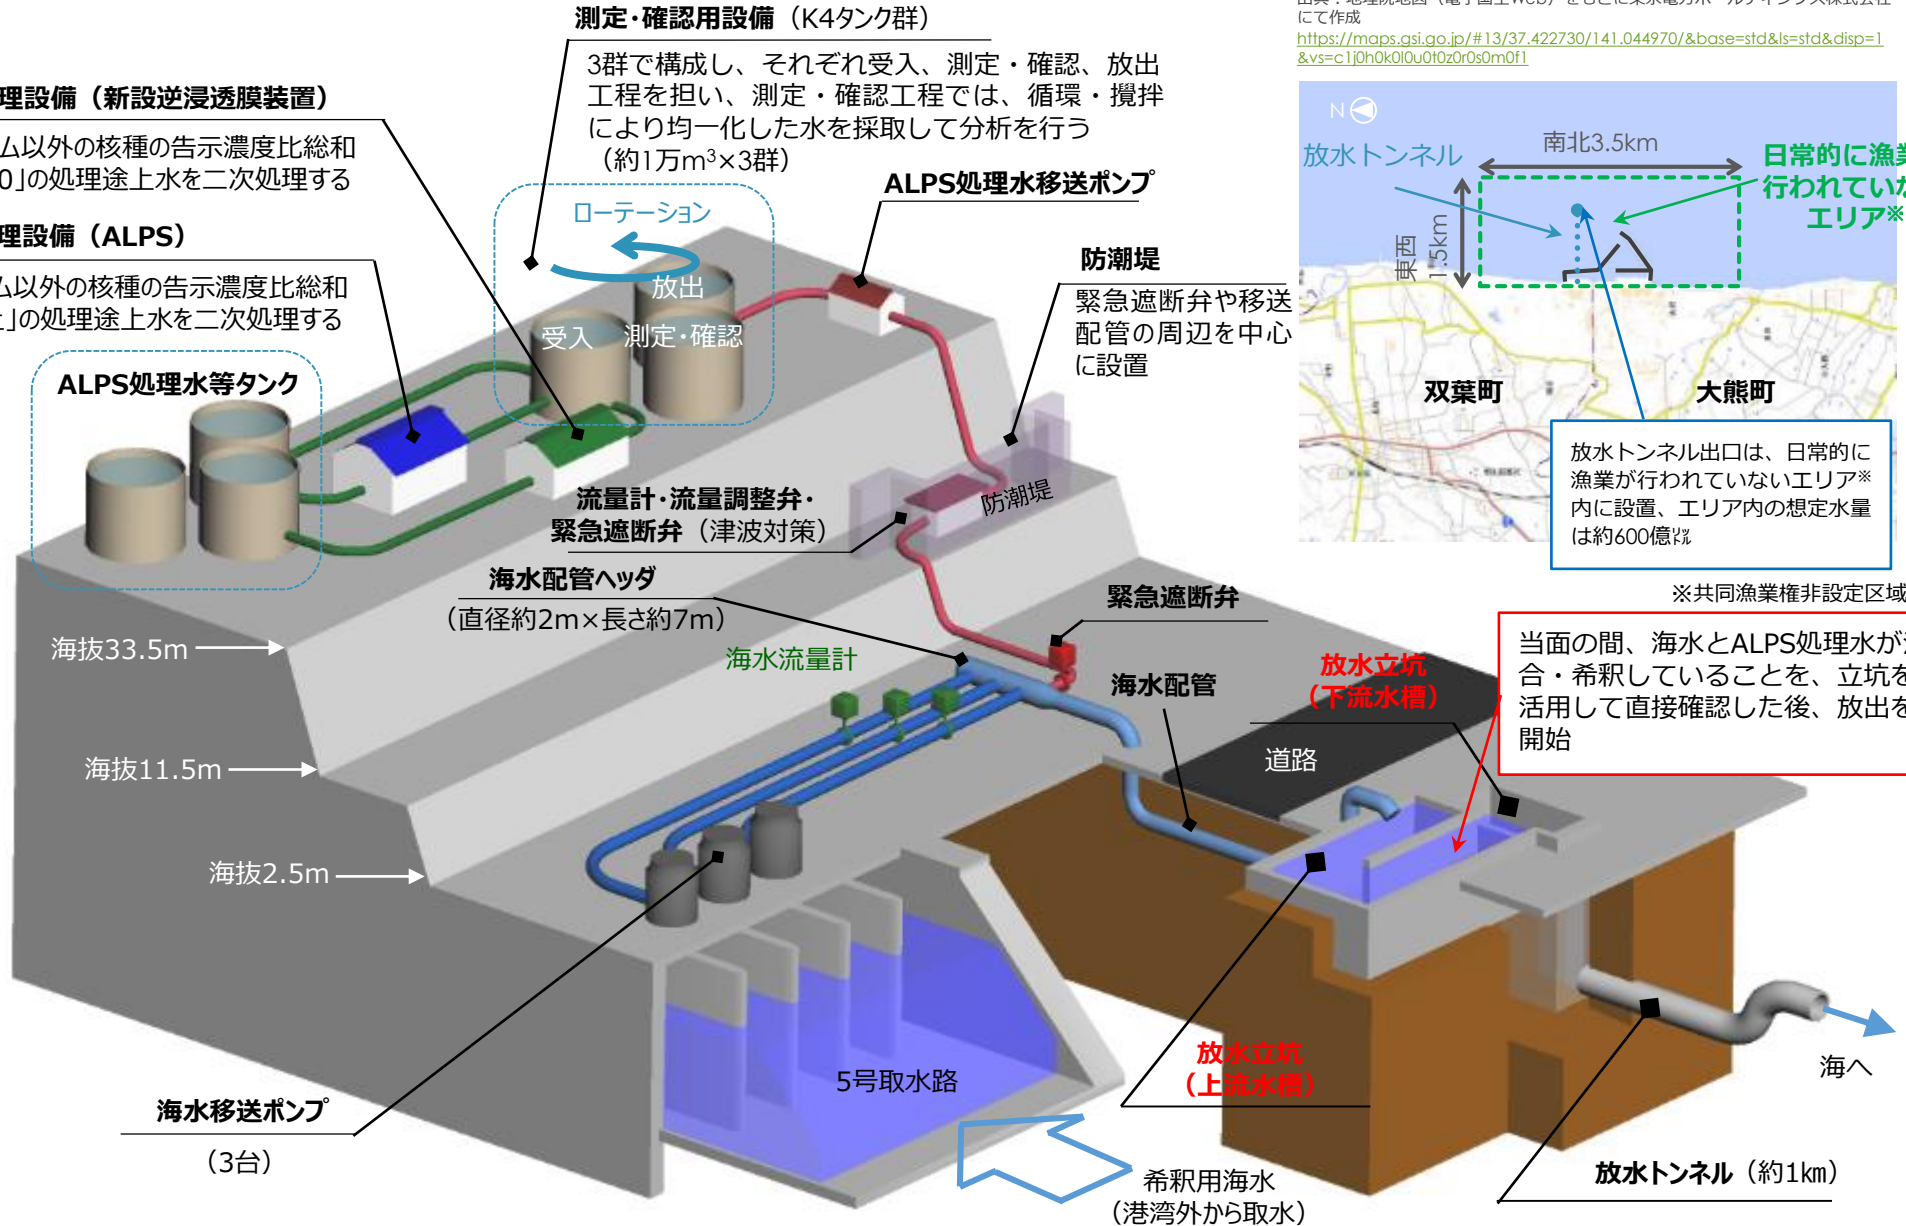 測定・確認用設備（K4タンク群）
3群で構成し、それぞれ受入、測定・確認、放出
工程を担い、測定・確認工程では、循環・攪拌
により均一化した水を採取して分析を行う
（約1万m³×3群）
理設備（新設逆浸透膜装置）
ム以外の核種の告示濃度比総和
0」の処理途上水を二次処理する
理設備（ALPS）
ム以外の核種の告示濃度比総和
上」の処理途上水を二次処理する
ALPS処理水等タンク
ローテーション
放出
受入
測定・確認
ALPS処理水移送ポンプ
防潮堤
緊急遮断弁や移送
配管の周辺を中心
に設置
防潮堤
流量計・流量調整弁・
緊急遮断弁（津波対策）
海水配管ヘッダ
（直径約2m×長さ約7m）
海水流量計
緊急遮断弁
海水配管
放水立坑
（下流水槽）
道路
海抜33.5m
海抜11.5m
海抜2.5m
海水移送ポンプ
（3台）
5号取水路
希釈用海水
（港湾外から取水）
放水立坑
（上流水槽）
放水トンネル（約1km）
海へ
にて作成
https://maps.gsi.go.jp/#13/37.422730/141.044970/&base=std&ls=std&disp=1
&vs=c1j0h0k0l0u0t0z0r0s0m0f1
N
南北3.5km
放水トンネル
東西
1.5km
日常的に漁業
行われていな
エリア※
双葉町
大熊町
放水トンネル出口は、日常的に
漁業が行われていないエリア※
内に設置、エリア内の想定水量
は約600億㍑
※共同漁業権非設定区域
当面の間、海水とALPS処理水が混
合・希釈していることを、立坑を
活用して直接確認した後、放出を
開始